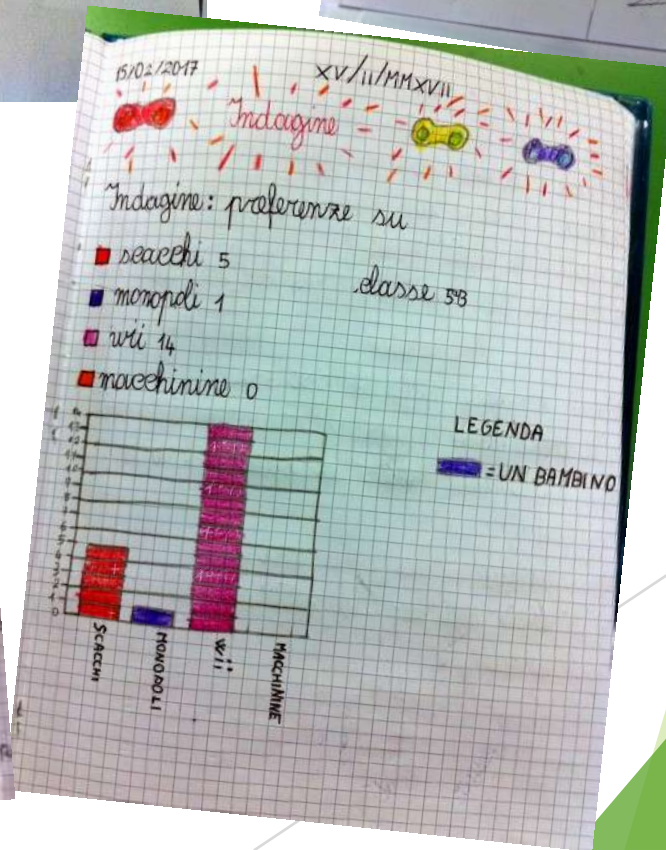 15/02/2017
XV/II/MMXVII
Indagine
Indagine: preferenze su
scacchi 5
classe 5ªB
monopoli 1
wii 14
macchinine 0
LEGENDA
= UN BAMBINO
SCACCHI
MONOPOLI
Wii
MACCHININE